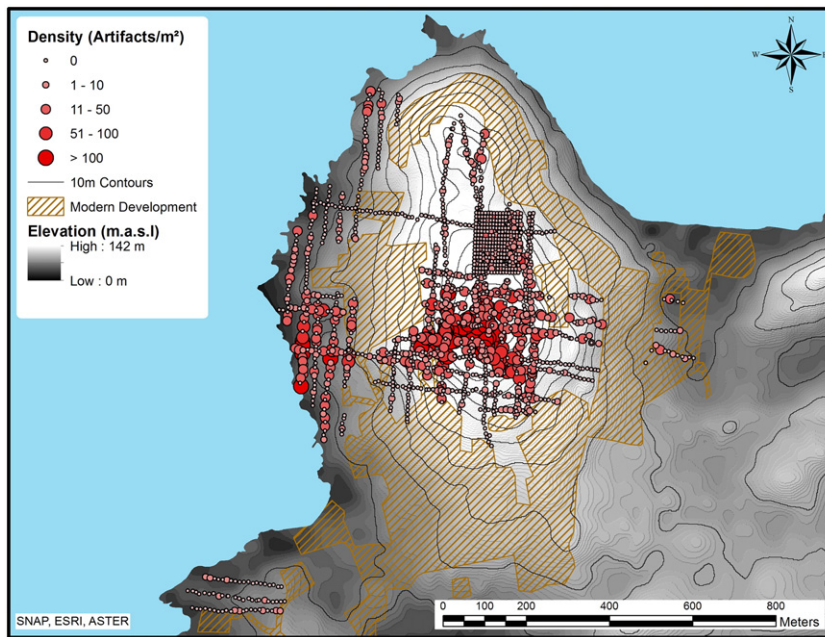 Density (Artifacts/m²)
0
1 - 10
11 - 50
51 - 100
> 100
10m Contours
Modern Development
Elevation (m.a.s.l)
High : 142 m
Low : 0 m
N
W
E
S
0 100 200 400 600 800
Meters
SNAP, ESRI, ASTER